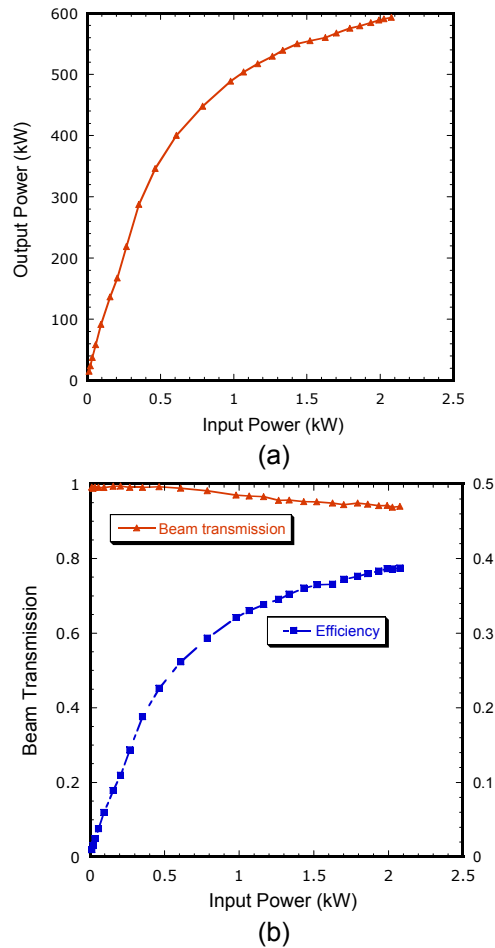 600
500
400
300
200
100
0
Output Power (kW)
0 0.5 1 1.5 2 2.5
Input Power (kW)
(a)
1
0.8
0.6
0.4
0.2
0
Beam Transmission
Beam transmission
Efficiency
0.5
0.4
0.3
0.2
0.1
0
0 0.5 1 1.5 2 2.5
Input Power (kW)
(b)